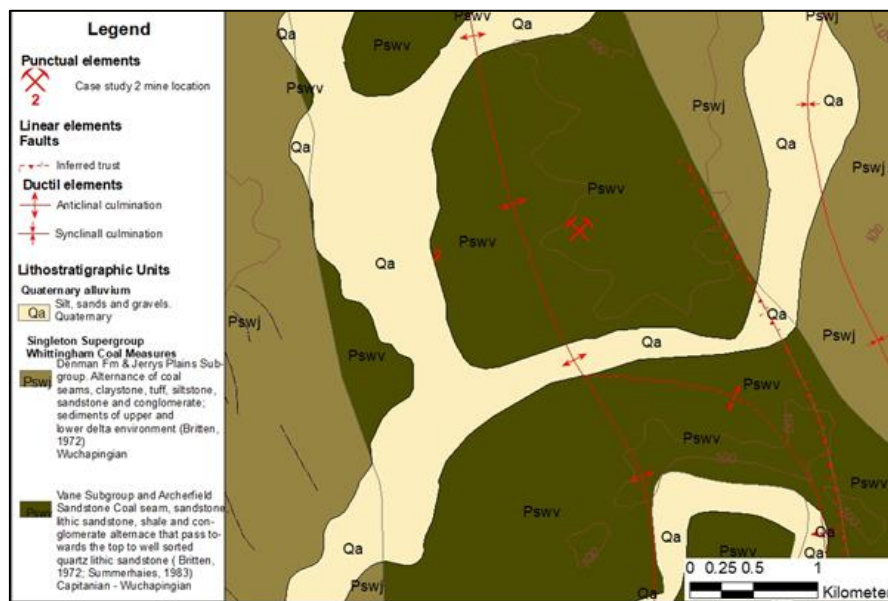 Legend
Punctual elements
2
Case study 2 mine location
Linear elements
Faults
Inferred trust
Ductil elements
Anticlinal culmination
Synclinall culmination
Lithostratigraphic Units
Quaternary alluvium
Qa
Silt, sands and gravels.
Quaternary
Singleton Supergroup
Whittingham Coal Measures
Pswj
Denman Fm & Jerrys Plains Sub-
group. Alternance of coal
seams, claystone, tuff, siltstone,
sandstone and conglomerate;
sediments of upper and
lower delta environment (Britten,
1972)
Wuchapingian
Vane Subgroup and Archerfield
Sandstone Coal seam, sandstone,
lithic sandstone, shale and con-
glomerate alternace that pass to-
wards the top to well sorted
quartz lithic sandstone ( Britten,
1972; Summerhaies, 1983)
Capitanian - Wuchapingian
Qa
Pswv
Qa
Pswj
Pswv
Pswv
Pswj
Qa
Pswv
Qa
Qa
Qa
Pswj
Pswv
Pswv
Qa
Qa
Pswj
Qa
Pswv
Pswv
Pswv
Pswv
Pswv
Qa
Qa
Qa
Qa
Pswv
Pswj
Qa
0 0.25 0.5 1
Kilometer